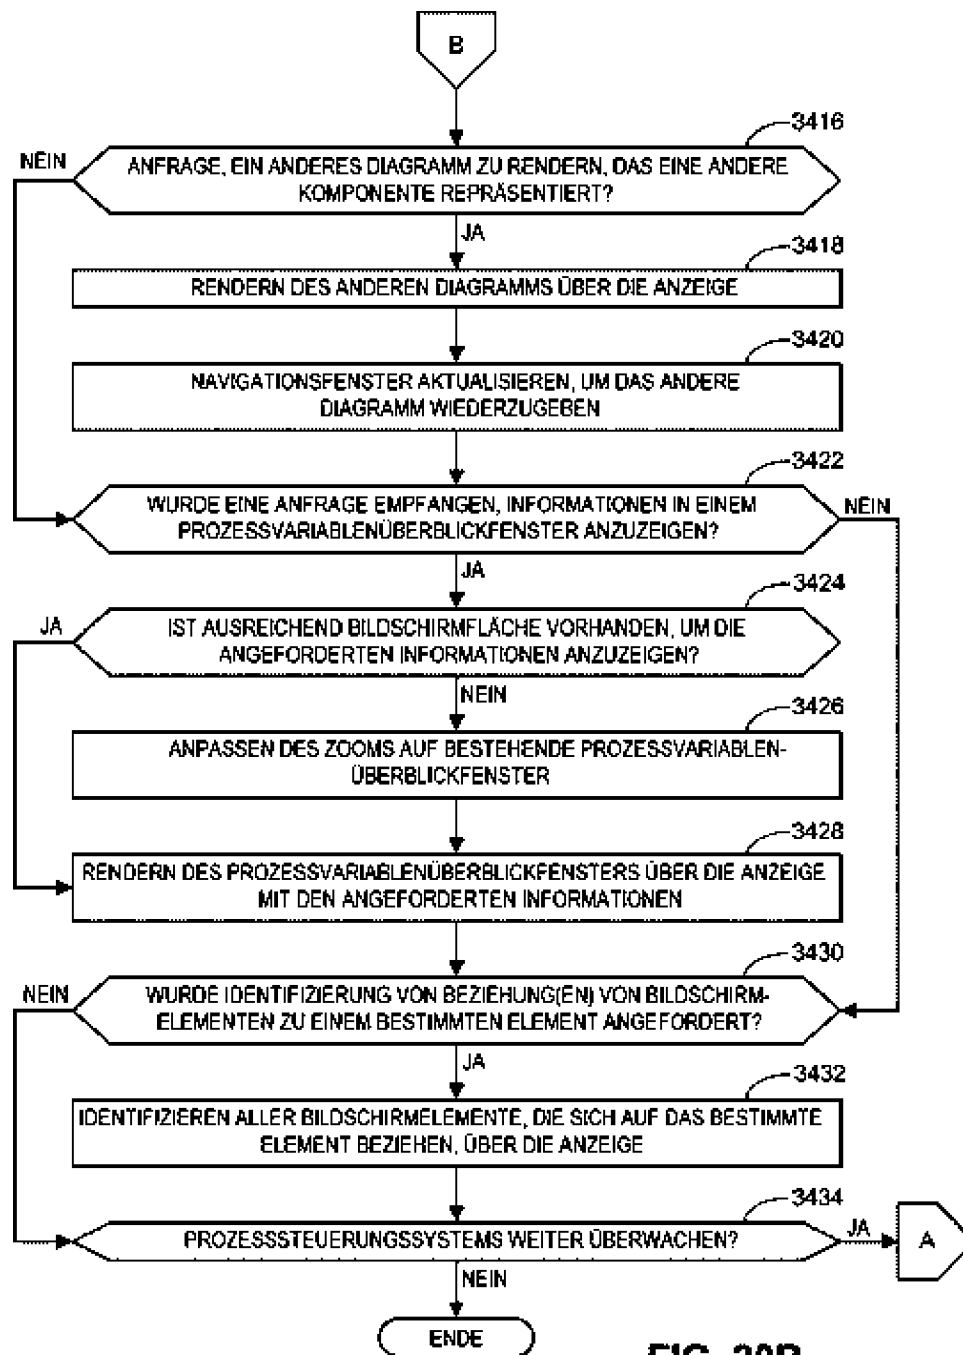 B
3416
NEIN
ANFRAGE, EIN ANDERES DIAGRAMM ZU RENDERN, DAS EINE ANDERE
KOMPONENTE REPRÄSENTIERT?
JA
3418
RENDERN DES ANDEREN DIAGRAMMS ÜBER DIE ANZEIGE
3420
NAVIGATIONSFENSTER AKTUALISIEREN, UM DAS ANDERE
DIAGRAMM WIEDERZUGEBEN
3422
WURDE EINE ANFRAGE EMPFANGEN, INFORMATIONEN IN EINEM
PROZESSVARIABLENÜBERBLICKFENSTER ANZUZEIGEN?
NEIN
JA
3424
JA
IST AUSREICHEND BILDSCHIRMFLÄCHE VORHANDEN, UM DIE
ANGEFORDERTEN INFORMATIONEN ANZUZEIGEN?
NEIN
3426
ANPASSEN DES ZOOMS AUF BESTEHENDE PROZESSVARIABLEN-
ÜBERBLICKFENSTER
3428
RENDERN DES PROZESSVARIABLENÜBERBLICKFENSTERS ÜBER DIE ANZEIGE
MIT DEN ANGEFORDERTEN INFORMATIONEN
3430
NEIN
WURDE IDENTIFIZIERUNG VON BEZIEHUNG(EN) VON BILDSCHIRM-
ELEMENTEN ZU EINEM BESTIMMTEN ELEMENT ANGEFORDERT?
JA
3432
IDENTIFIZIEREN ALLER BILDSCHIRMELEMENTE, DIE SICH AUF DAS BESTIMMTE
ELEMENT BEZIEHEN, ÜBER DIE ANZEIGE
3434
PROZESSSTEUERUNGSSYSTEMS WEITER ÜBERWACHEN?
JA
A
NEIN
ENDE